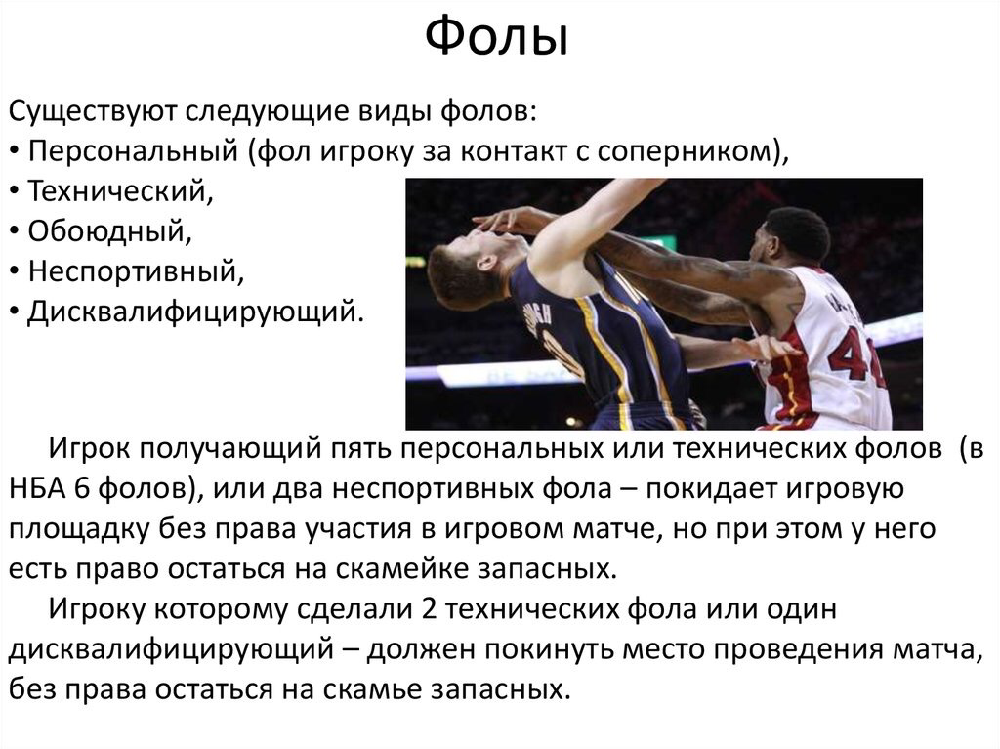 Фолы
Существуют следующие виды фолов:
• Персональный (фол игроку за контакт с соперником),
• Технический,
• Обоюдный,
• Неспортивный,
• Дисквалифицирующий.
Игрок получающий пять персональных или технических фолов (в
НБА 6 фолов), или два неспортивных фола – покидает игровую
площадку без права участия в игровом матче, но при этом у него
есть право остаться на скамейке запасных.
Игроку которому сделали 2 технических фола или один
дисквалифицирующий – должен покинуть место проведения матча,
без права остаться на скамье запасных.